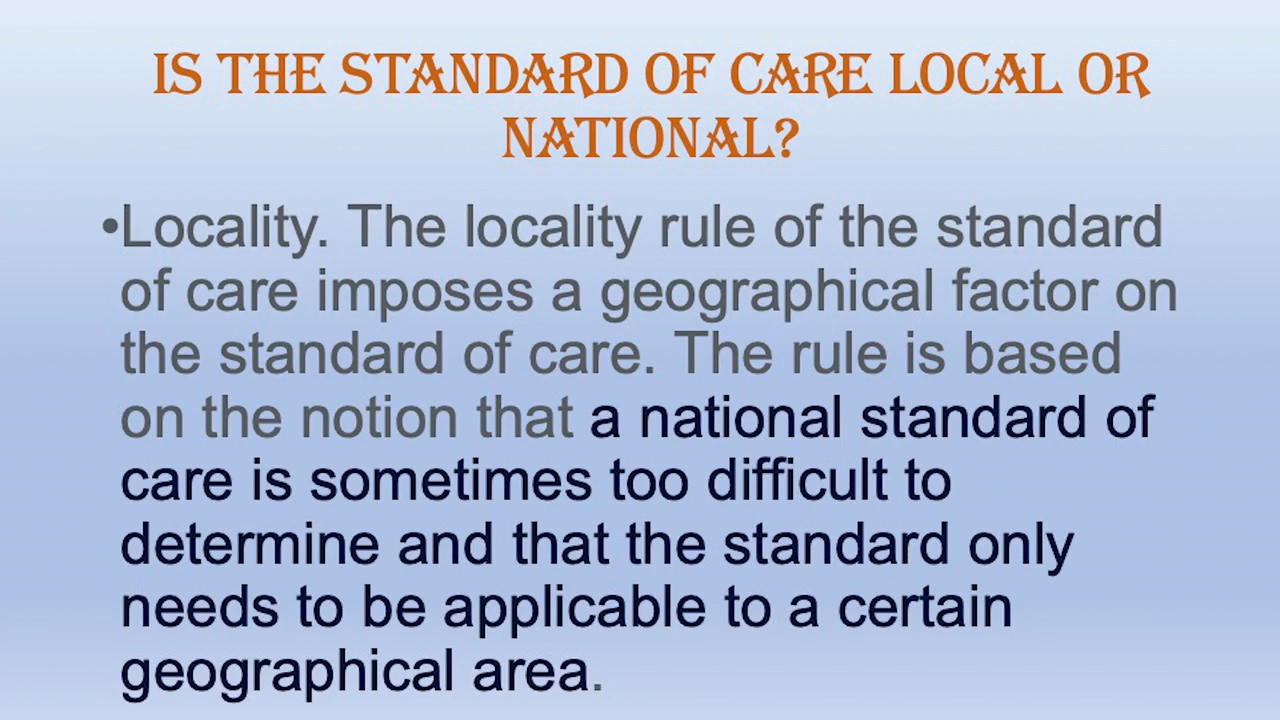 IS THE STANDARD OF CARE LOCAL OR
NATIONAL?
•Locality. The locality rule of the standard
of care imposes a geographical factor on
the standard of care. The rule is based
on the notion that a national standard of
care is sometimes too difficult to
determine and that the standard only
needs to be applicable to a certain
geographical area.